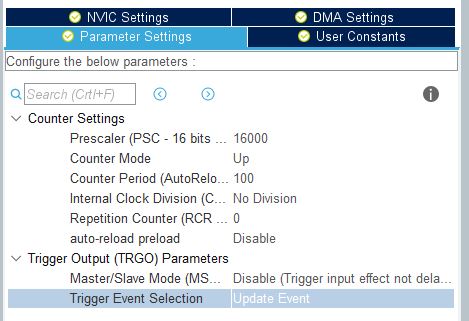 NVIC Settings DMA Settings
Parameter Settings User Constants
Configure the below parameters :
Search (CrtI+F)
Counter Settings
Prescaler (PSC - 16 bits ... 16000
Counter Mode Up
Counter Period (AutoRelo... 100
Internal Clock Division (C... No Division
Repetition Counter (RCR ... 0
auto-reload preload Disable
Trigger Output (TRGO) Parameters
Master/Slave Mode (MS... Disable (Trigger input effect not dela...
Trigger Event Selection Update Event